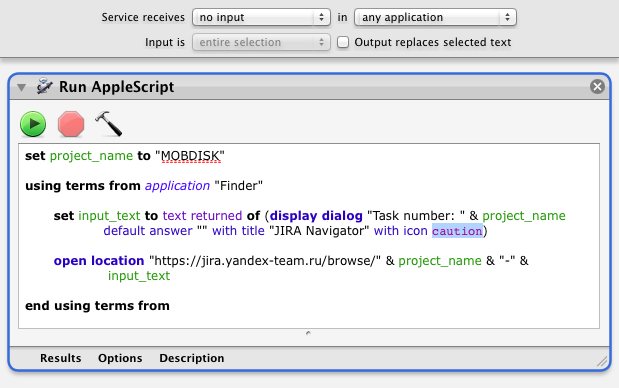 Service receives no input in any application
Input is entire selection Output replaces selected text
Run AppleScript
set project_name to "MOBDISK"
using terms from application "Finder"
set input_text to text returned of (display dialog "Task number: " & project_name
default answer "" with title "JIRA Navigator" with icon caution)
open location "https://jira.yandex-team.ru/browse/" & project_name & "-" &
input_text
end using terms from
Results Options Description